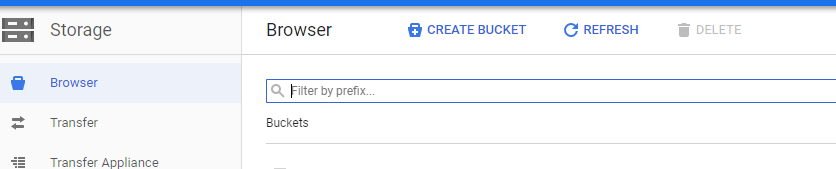 Storage
Browser
CREATE BUCKET
REFRESH
DELETE
Browser
Filter by prefix...
Transfer
Buckets
Transfer Appliance